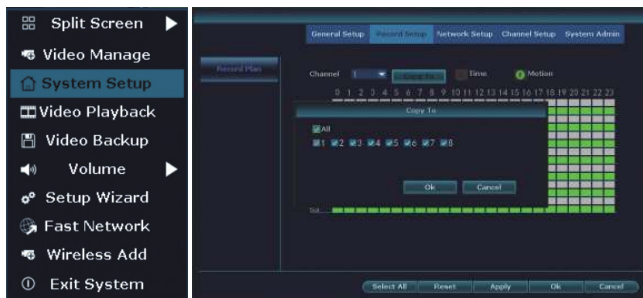 Split Screen
Video Manage
System Setup
Video Playback
Video Backup
Volume
Setup Wizard
Fast Network
Wireless Add
Exit System
General Setup Record Setup Network Setup Channel Setup System Admin
Record Plan
Channel 1 Copy To Time Motion
0 1 2 3 4 5 6 7 8 9 10 11 12 13 14 15 16 17 18 19 20 21 22 23
Copy To
All
1 2 3 4 5 6 7 8
Ok Cancel
Sat
Select All Reset Apply Ok Cancel